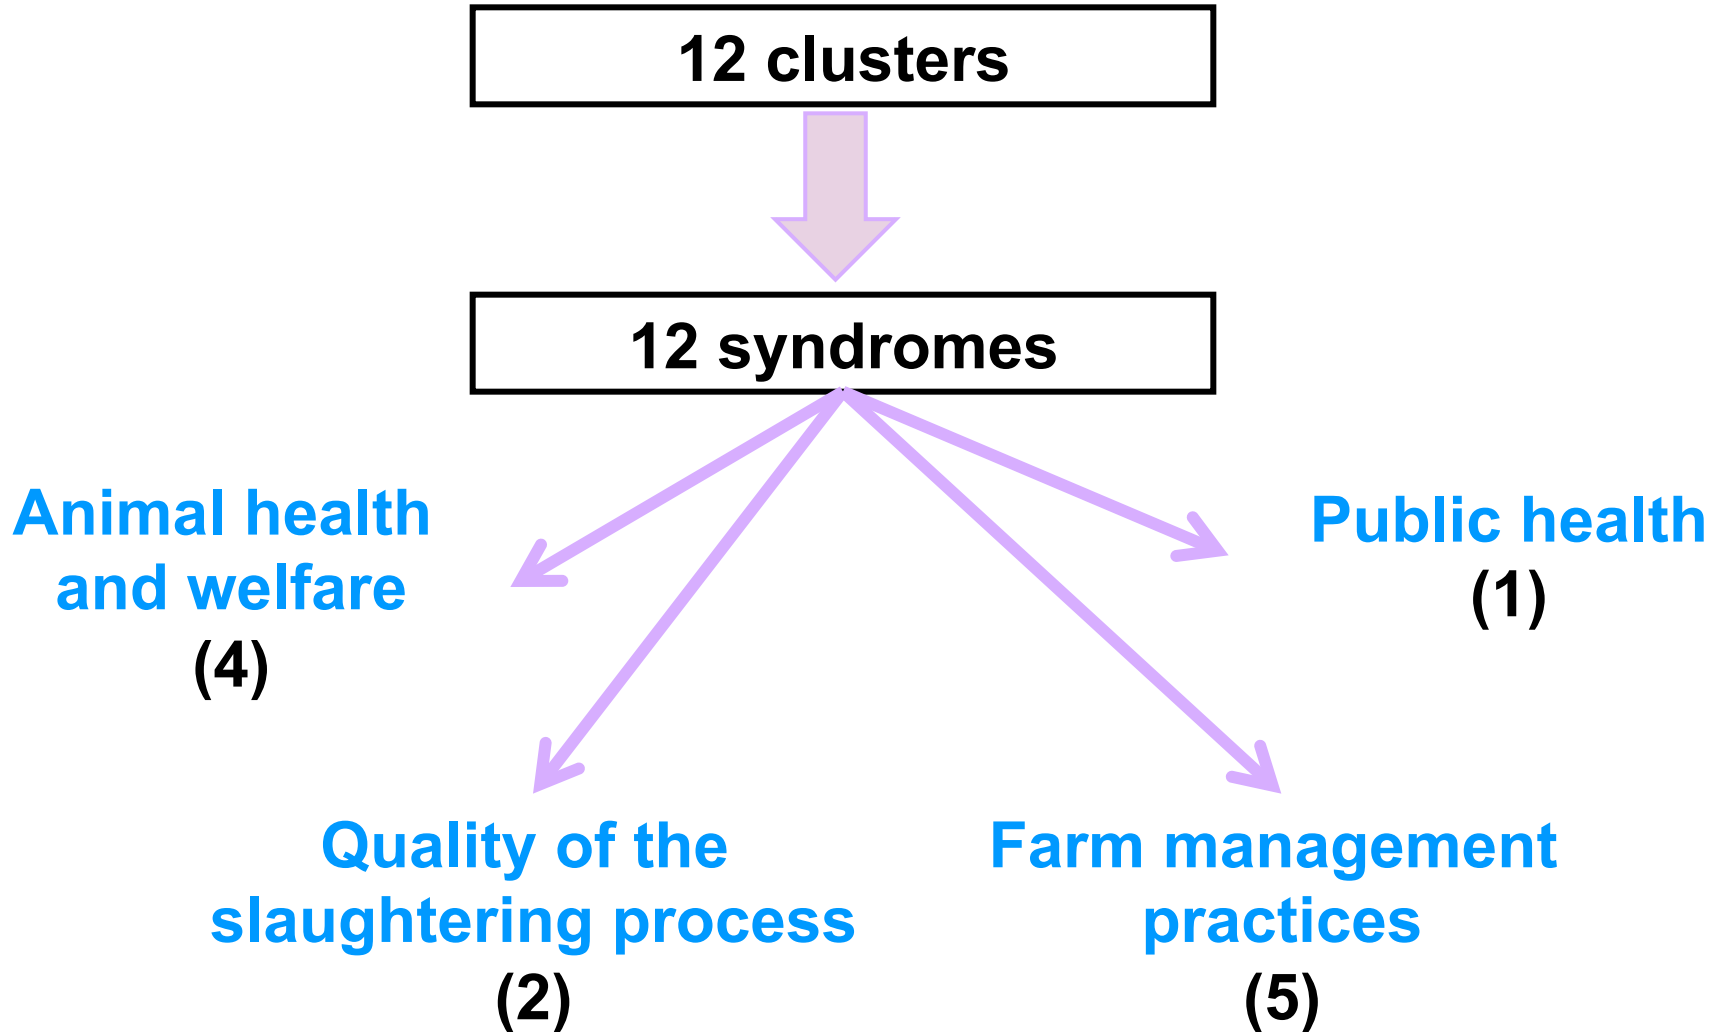 12 clusters
12 syndromes
Animal health
and welfare
(4)
Public health
(1)
Quality of the
slaughtering process
(2)
Farm management
practices
(5)